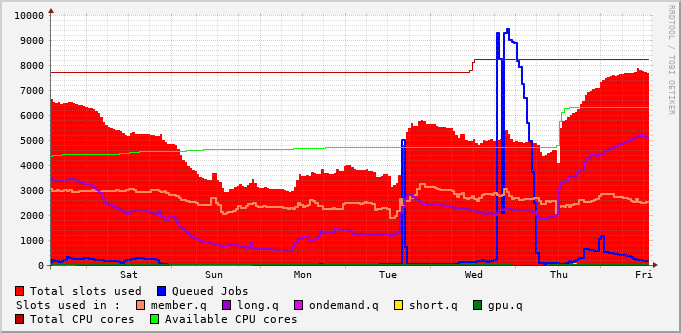 10000
9000
8000
7000
6000
5000
4000
3000
2000
1000
0
Sat Sun Mon Tue Wed Thu Fri
Total slots used Queued Jobs
Slots used in : member.q long.q ondemand.q short.q gpu.q
Total CPU cores Available CPU cores
RRDTOOL / TOBI OETIKER